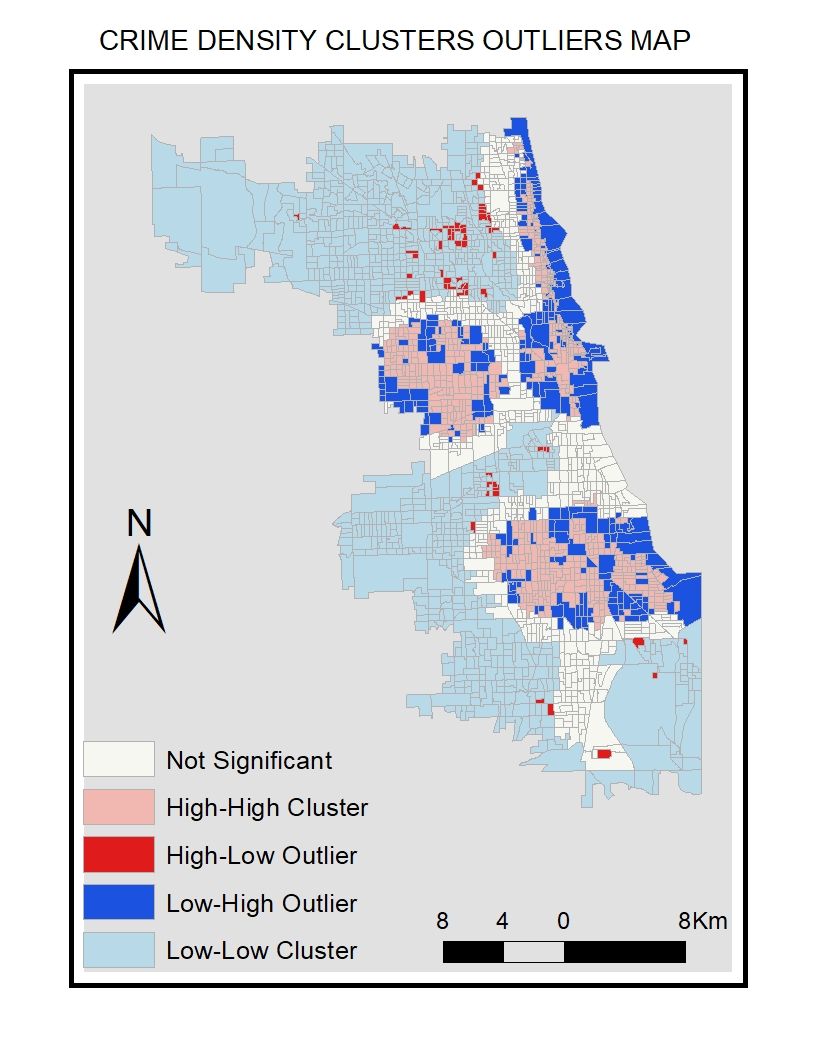 CRIME DENSITY CLUSTERS OUTLIERS MAP
N
Not Significant
High-High Cluster
High-Low Outlier
Low-High Outlier
Low-Low Cluster
8 4 0 8Km